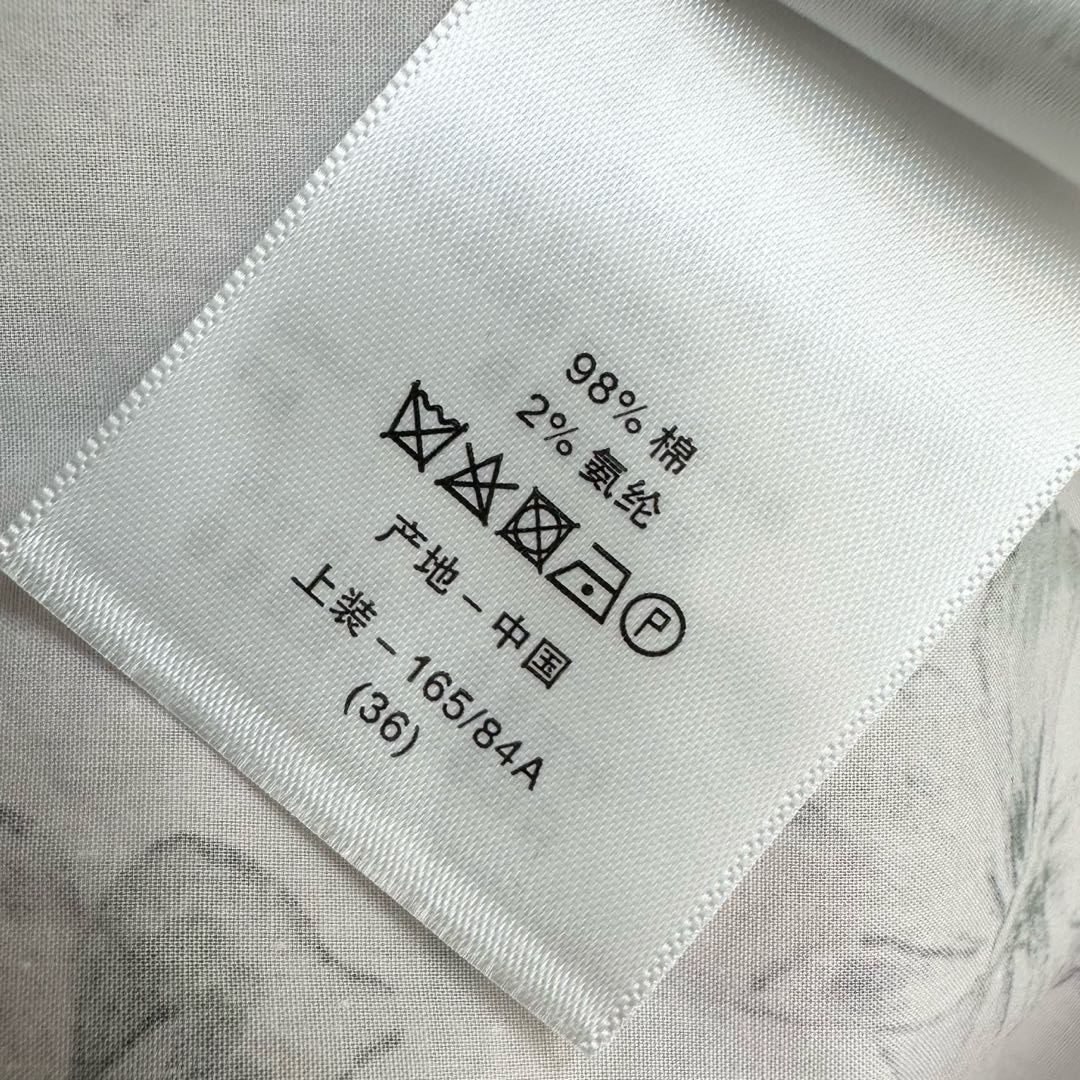 98% 棉
2% 氨纶
P
产地 – 中国
上装 – 165/84A
(36)